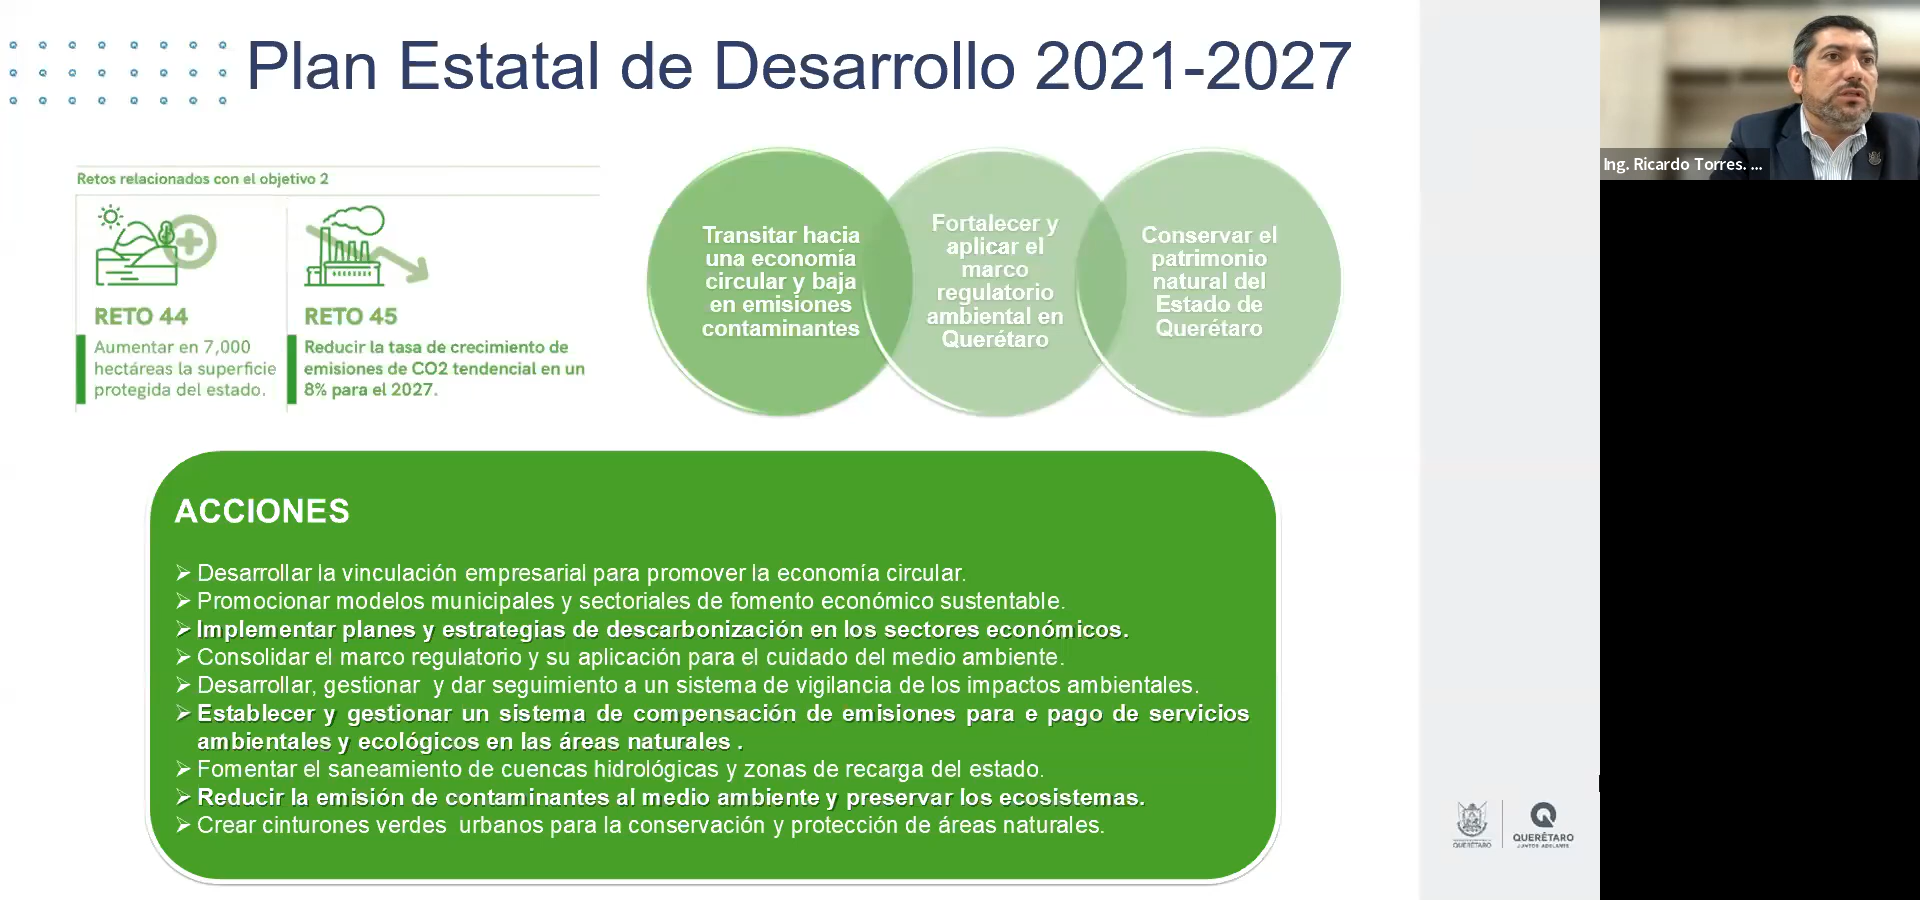 Plan Estatal de Desarrollo 2021-2027
Ing. Ricardo Torres. ...
Retos relacionados con el objetivo 2
RETO 44
Aumentar en 7,000
hectáreas la superficie
protegida del estado.
RETO 45
Reducir la tasa de crecimiento de
emisiones de CO2 tendencial en un
8% para el 2027.
Transitar hacia
una economía
circular y baja
en emisiones
contaminantes
Fortalecer y
aplicar el
marco
regulatorio
ambiental en
Querétaro
Conservar el
patrimonio
natural del
Estado de
Querétaro
ACCIONES
Desarrollar la vinculación empresarial para promover la economía circular.
Promocionar modelos municipales y sectoriales de fomento económico sustentable.
Implementar planes y estrategias de descarbonización en los sectores económicos.
Consolidar el marco regulatorio y su aplicación para el cuidado del medio ambiente.
Desarrollar, gestionar y dar seguimiento a un sistema de vigilancia de los impactos ambientales.
Establecer y gestionar un sistema de compensación de emisiones para e pago de servicios
ambientales y ecológicos en las áreas naturales .
Fomentar el saneamiento de cuencas hidrológicas y zonas de recarga del estado.
Reducir la emisión de contaminantes al medio ambiente y preservar los ecosistemas.
Crear cinturones verdes urbanos para la conservación y protección de áreas naturales.
QUERÉTARO
QUERÉTARO
JUNTOS ADELANTE